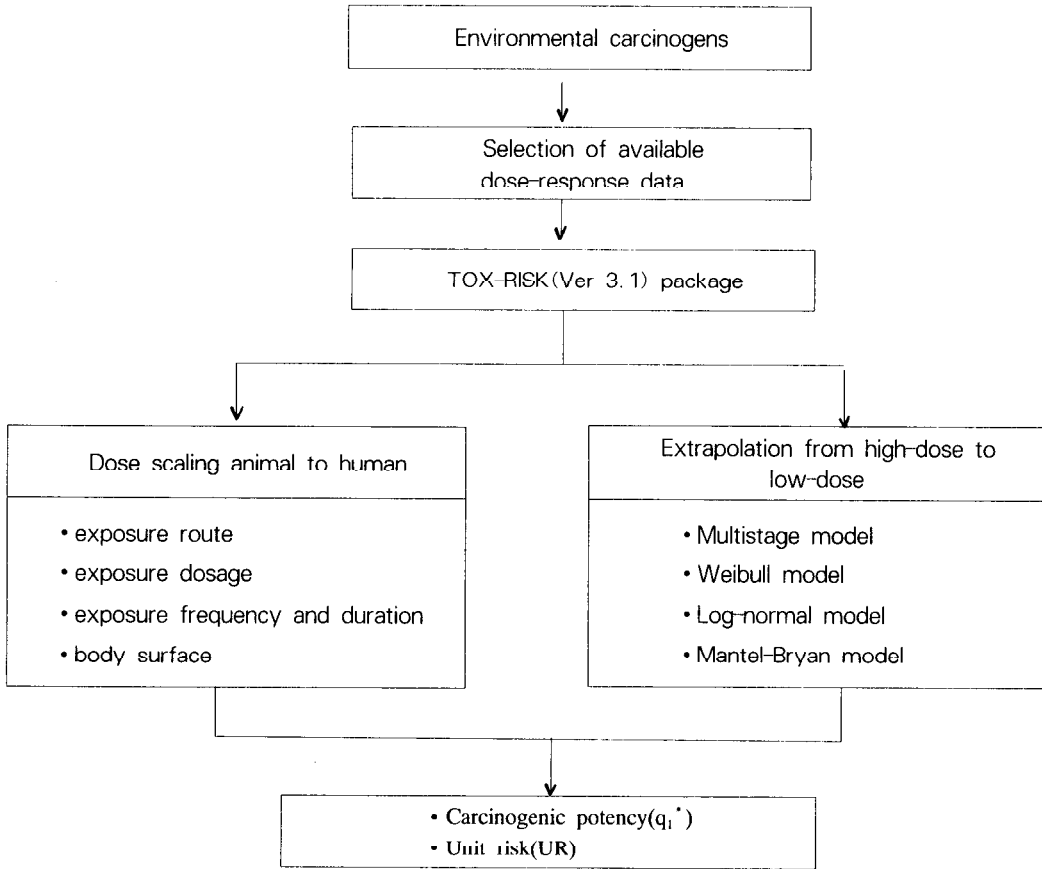 Environmental carcinogens
Selection of available
dose-response data
TOX-RISK(Ver 3.1) package
Dose scaling animal to human
• exposure route
• exposure dosage
• exposure frequency and duration
• body surface
Extrapolation from high-dose to
low-dose
• Multistage model
• Weibull model
• Log-normal model
• Mantel-Bryan model
• Carcinogenic potency(q₁*)
• Unit risk(UR)